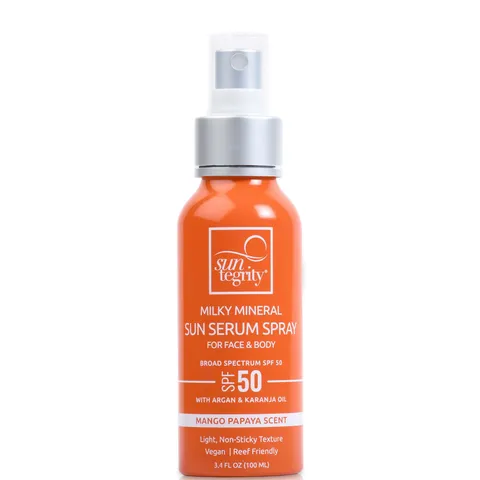 sun
tegrity®
MILKY MINERAL
SUN SERUM SPRAY
FOR FACE & BODY
BROAD SPECTRUM SPF 50
SPF 50
WITH ARGAN & KARANJA OIL
MANGO PAPAYA SCENT
Light, Non-Sticky Texture
Vegan | Reef Friendly
3.4 FL OZ (100 ML)